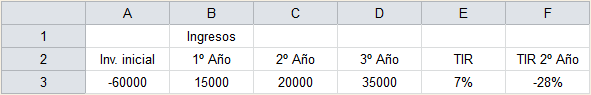 A B C D E F
1 Ingresos
2 Inv. inicial 1º Año 2º Año 3º Año TIR TIR 2º Año
3 -60000 15000 20000 35000 7% -28%